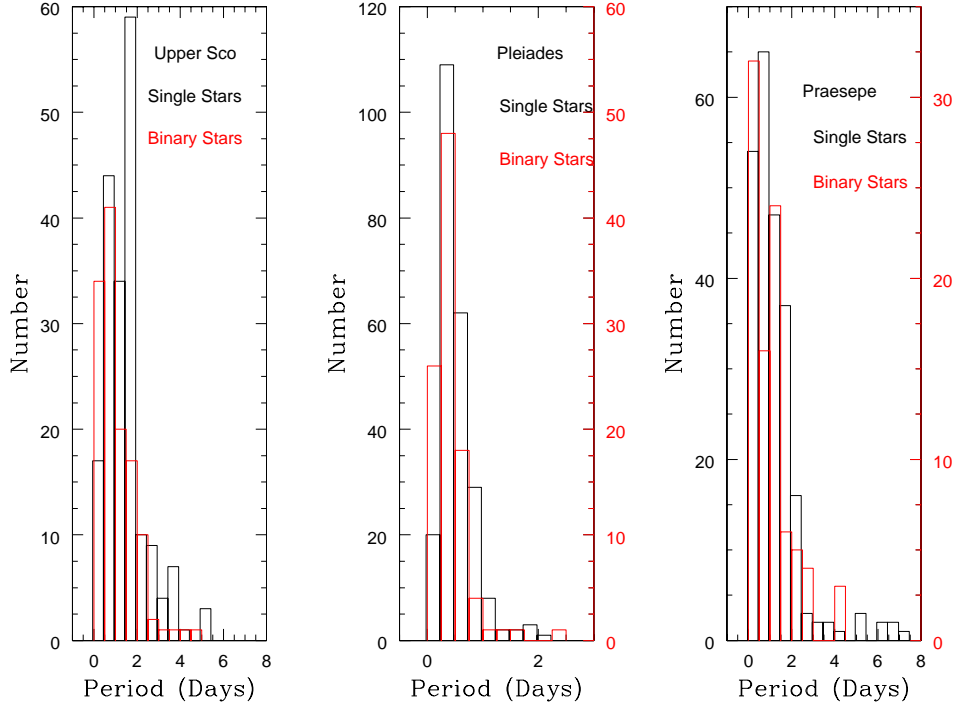 60
50
40
30
20
10
0
Number
Upper Sco
Single Stars
Binary Stars
0 2 4 6 8
Period (Days)
120
100
80
60
40
20
0
Number
Pleiades
Single Stars
Binary Stars
60
50
40
30
20
10
0
0 2
Period (Days)
60
40
20
0
Number
Praesepe
Single Stars
Binary Stars
30
20
10
0
0 2 4 6 8
Period (Days)